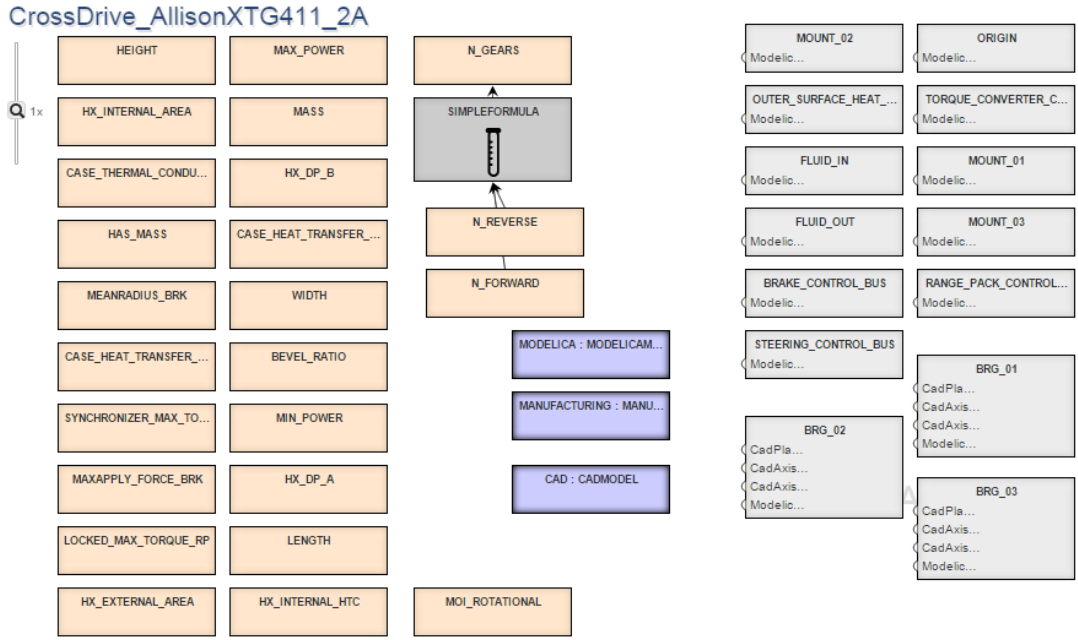 CrossDrive_AllisonXTG411_2A
1x
HEIGHT
MAX_POWER
N_GEARS
HX_INTERNAL_AREA
MASS
SIMPLEFORMULA
CASE_THERMAL_CONDU...
HX_DP_B
HAS_MASS
CASE_HEAT_TRANSFER_...
N_REVERSE
MEANRADIUS_BRK
WIDTH
N_FORWARD
CASE_HEAT_TRANSFER_...
BEVEL_RATIO
MODELICA : MODELICAM...
SYNCHRONIZER_MAX_TO...
MIN_POWER
MANUFACTURING : MANU...
MAXAPPLY_FORCE_BRK
HX_DP_A
CAD : CADMODEL
LOCKED_MAX_TORQUE_RP
LENGTH
HX_EXTERNAL_AREA
HX_INTERNAL_HTC
MOI_ROTATIONAL
MOUNT_02
Modelic...
ORIGIN
Modelic...
OUTER_SURFACE_HEAT_...
Modelic...
TORQUE_CONVERTER_C...
Modelic...
FLUID_IN
Modelic...
MOUNT_01
Modelic...
FLUID_OUT
Modelic...
MOUNT_03
Modelic...
BRAKE_CONTROL_BUS
Modelic...
RANGE_PACK_CONTROL...
Modelic...
STEERING_CONTROL_BUS
Modelic...
BRG_01
CadPla...
CadAxis...
CadAxis...
Modelic...
BRG_02
CadPla...
CadAxis...
CadAxis...
Modelic...
BRG_03
CadPla...
CadAxis...
CadAxis...
Modelic...